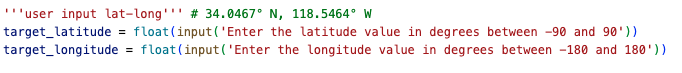 '''user input lat-long''' # 34.0467° N, 118.5464° W
target_latitude = float(input('Enter the latitude value in degrees between -90 and 90'))
target_longitude = float(input('Enter the longitude value in degrees between -180 and 180'))